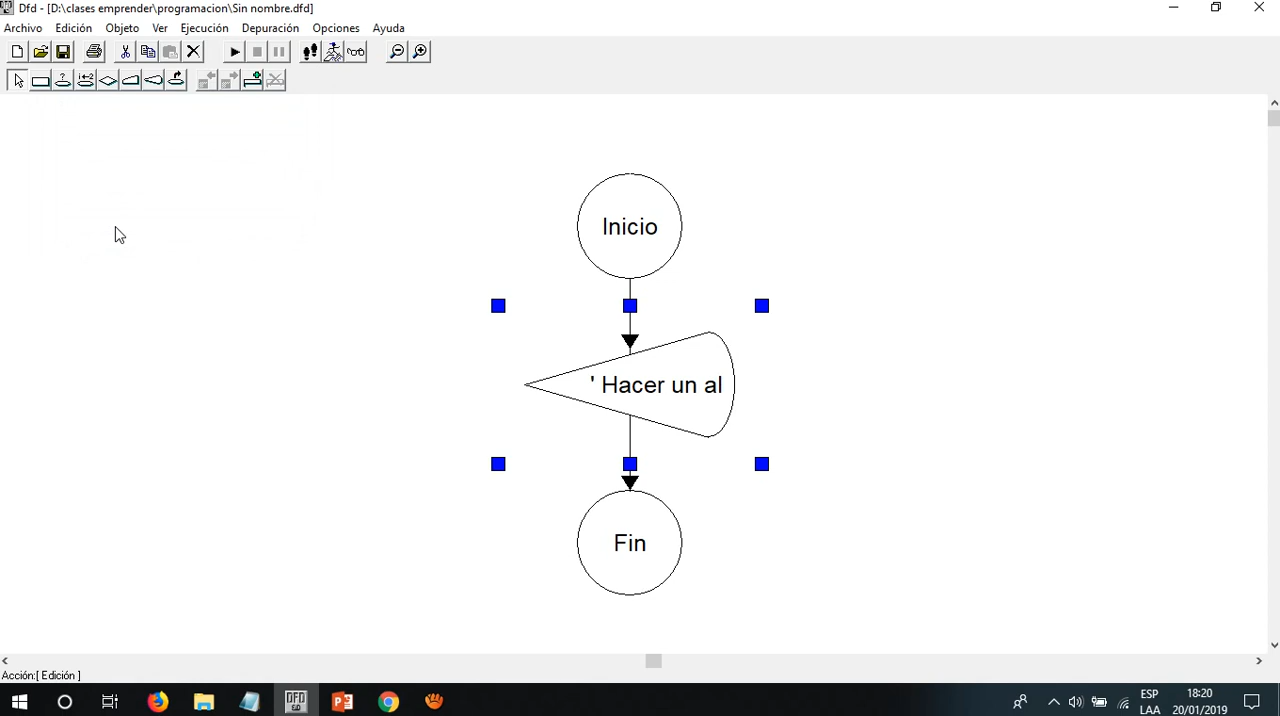 Dfd - [D:\clases emprender\programacion\Sin nombre.dfd]
Archivo Edición Objeto Ver Ejecución Depuración Opciones Ayuda
Inicio
' Hacer un al
Fin
Acción:[ Edición ]
ESP 18:20
LAA 20/01/2019